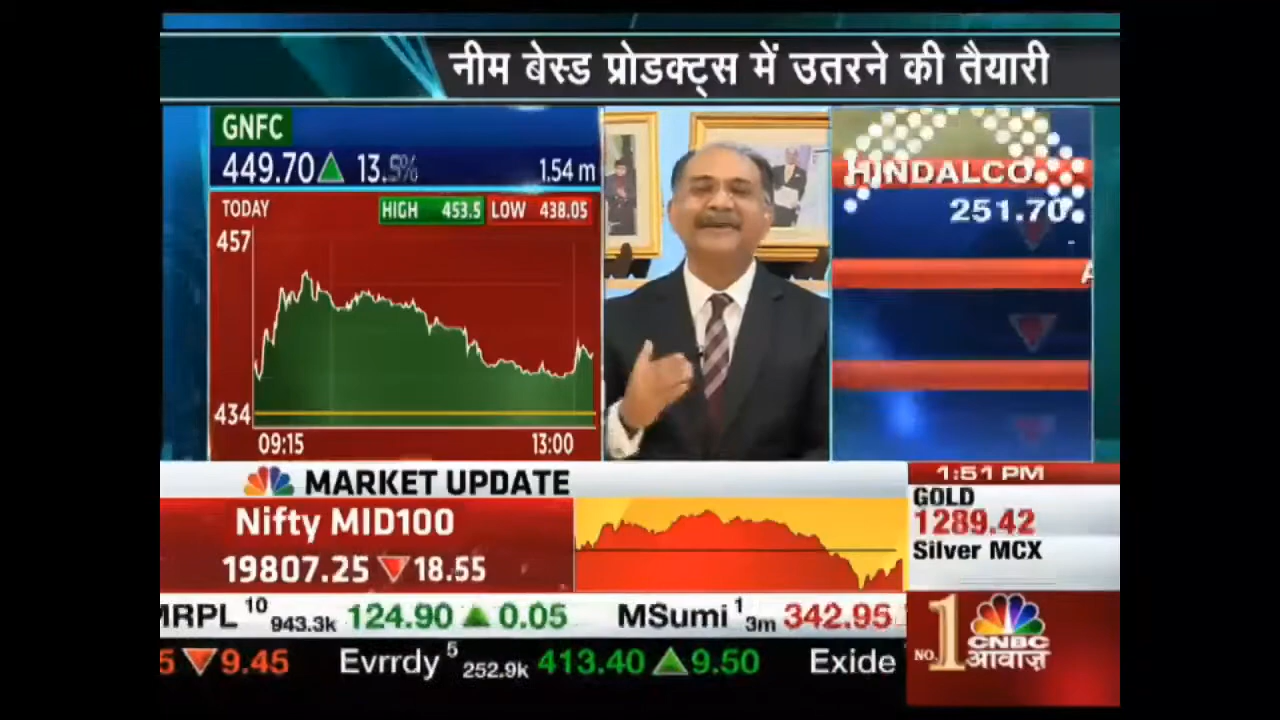 नीम बेस्ड प्रोडक्ट्स में उतरने की तैयारी
GNFC
449.70 ▲ 13.5% 1.54 m
TODAY HIGH 453.5 LOW 438.05
457
434
09:15 13:00
HINDALCO
251.70
MARKET UPDATE
Nifty MID100
19807.25 ▼ 18.55
1:51 PM
GOLD
1289.42
Silver MCX
MRPL 10 943.3k 124.90 ▲ 0.05 MSumi 1 3m 342.95
5 ▼ 9.45 Evrrdy 5 252.9k 413.40 ▲ 9.50 Exide
NO. 1 CNBC
आवाज़